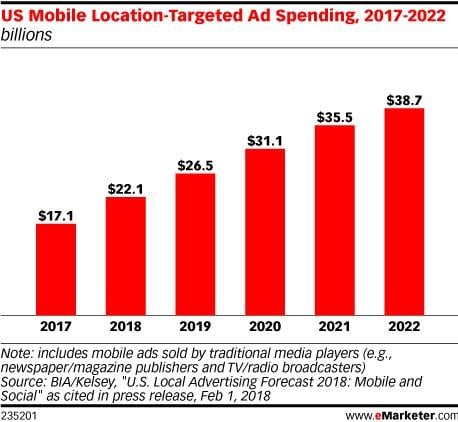 US Mobile Location-Targeted Ad Spending, 2017-2022
billions
$17.1
$22.1
$26.5
$31.1
$35.5
$38.7
2017 2018 2019 2020 2021 2022
Note: includes mobile ads sold by traditional media players (e.g.,
newspaper/magazine publishers and TV/radio broadcasters)
Source: BIA/Kelsey, "U.S. Local Advertising Forecast 2018: Mobile and
Social" as cited in press release, Feb 1, 2018
235201 www.eMarketer.com